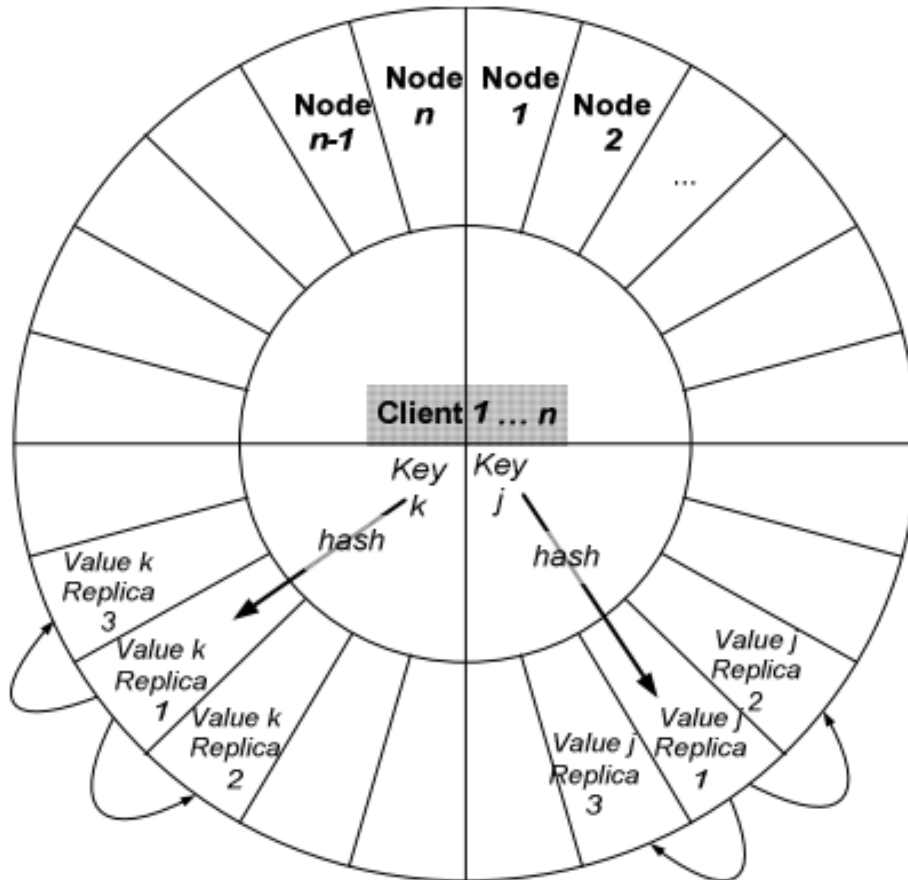 Node
n-1
Node
n
Node
1
Node
2
...
Client 1 ... n
Key
k
Key
j
hash
hash
Value k
Replica
3
Value k
Replica
1
Value k
Replica
2
Value j
Replica
3
Value j
Replica
1
Value j
Replica
2